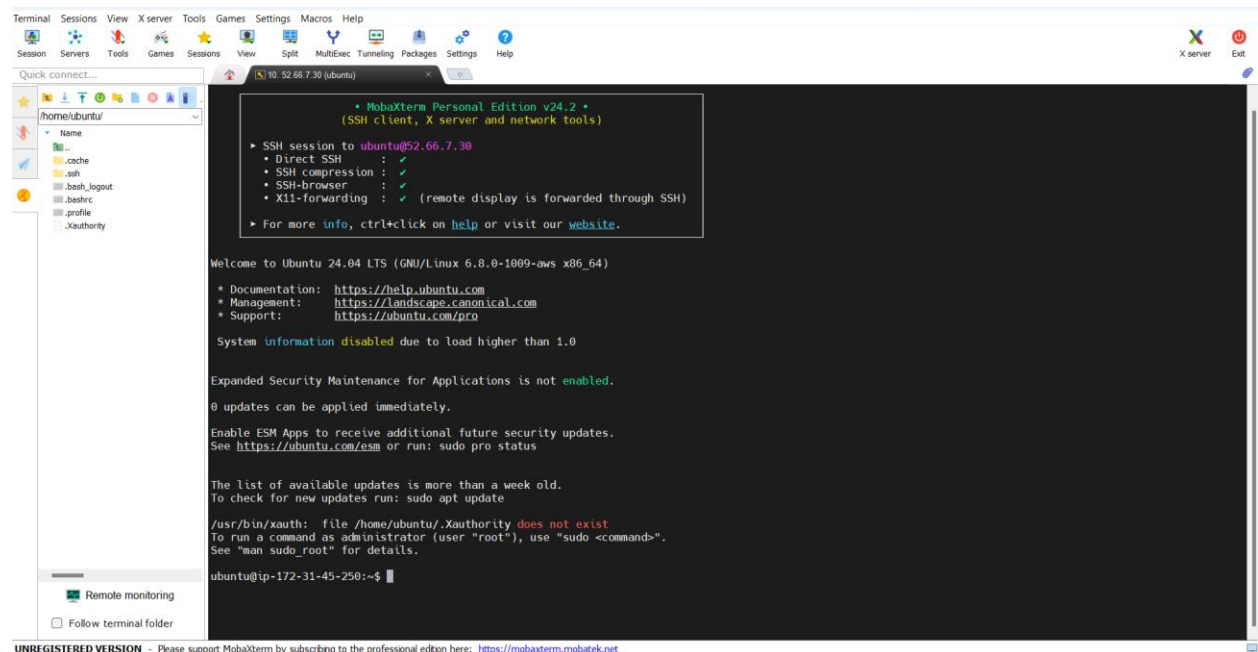 Terminal Sessions View X server Tools Games Settings Macros Help
Session Servers Tools Games Sessions View Split MultiExec Tunneling Packages Settings Help X server Exit
Quick connect...
10. 52.66.7.30 (ubuntu)
/home/ubuntu/
Name
..
.cache
.ssh
.bash_logout
.bashrc
.profile
.Xauthority
• MobaXterm Personal Edition v24.2 •
(SSH client, X server and network tools)
► SSH session to ubuntu@52.66.7.30
• Direct SSH : ✔
• SSH compression : ✔
• SSH-browser : ✔
• X11-forwarding : ✔ (remote display is forwarded through SSH)
► For more info, ctrl+click on help or visit our website.
Welcome to Ubuntu 24.04 LTS (GNU/Linux 6.8.0-1009-aws x86_64)
* Documentation: https://help.ubuntu.com
* Management: https://landscape.canonical.com
* Support: https://ubuntu.com/pro
System information disabled due to load higher than 1.0
Expanded Security Maintenance for Applications is not enabled.
0 updates can be applied immediately.
Enable ESM Apps to receive additional future security updates.
See https://ubuntu.com/esm or run: sudo pro status
The list of available updates is more than a week old.
To check for new updates run: sudo apt update
/usr/bin/xauth: file /home/ubuntu/.Xauthority does not exist
To run a command as administrator (user "root"), use "sudo <command>".
See "man sudo_root" for details.
ubuntu@ip-172-31-45-250:~$
Remote monitoring
Follow terminal folder
UNREGISTERED VERSION - Please support MobaXterm by subscribing to the professional edition here: https://mobaxterm.mobatek.net